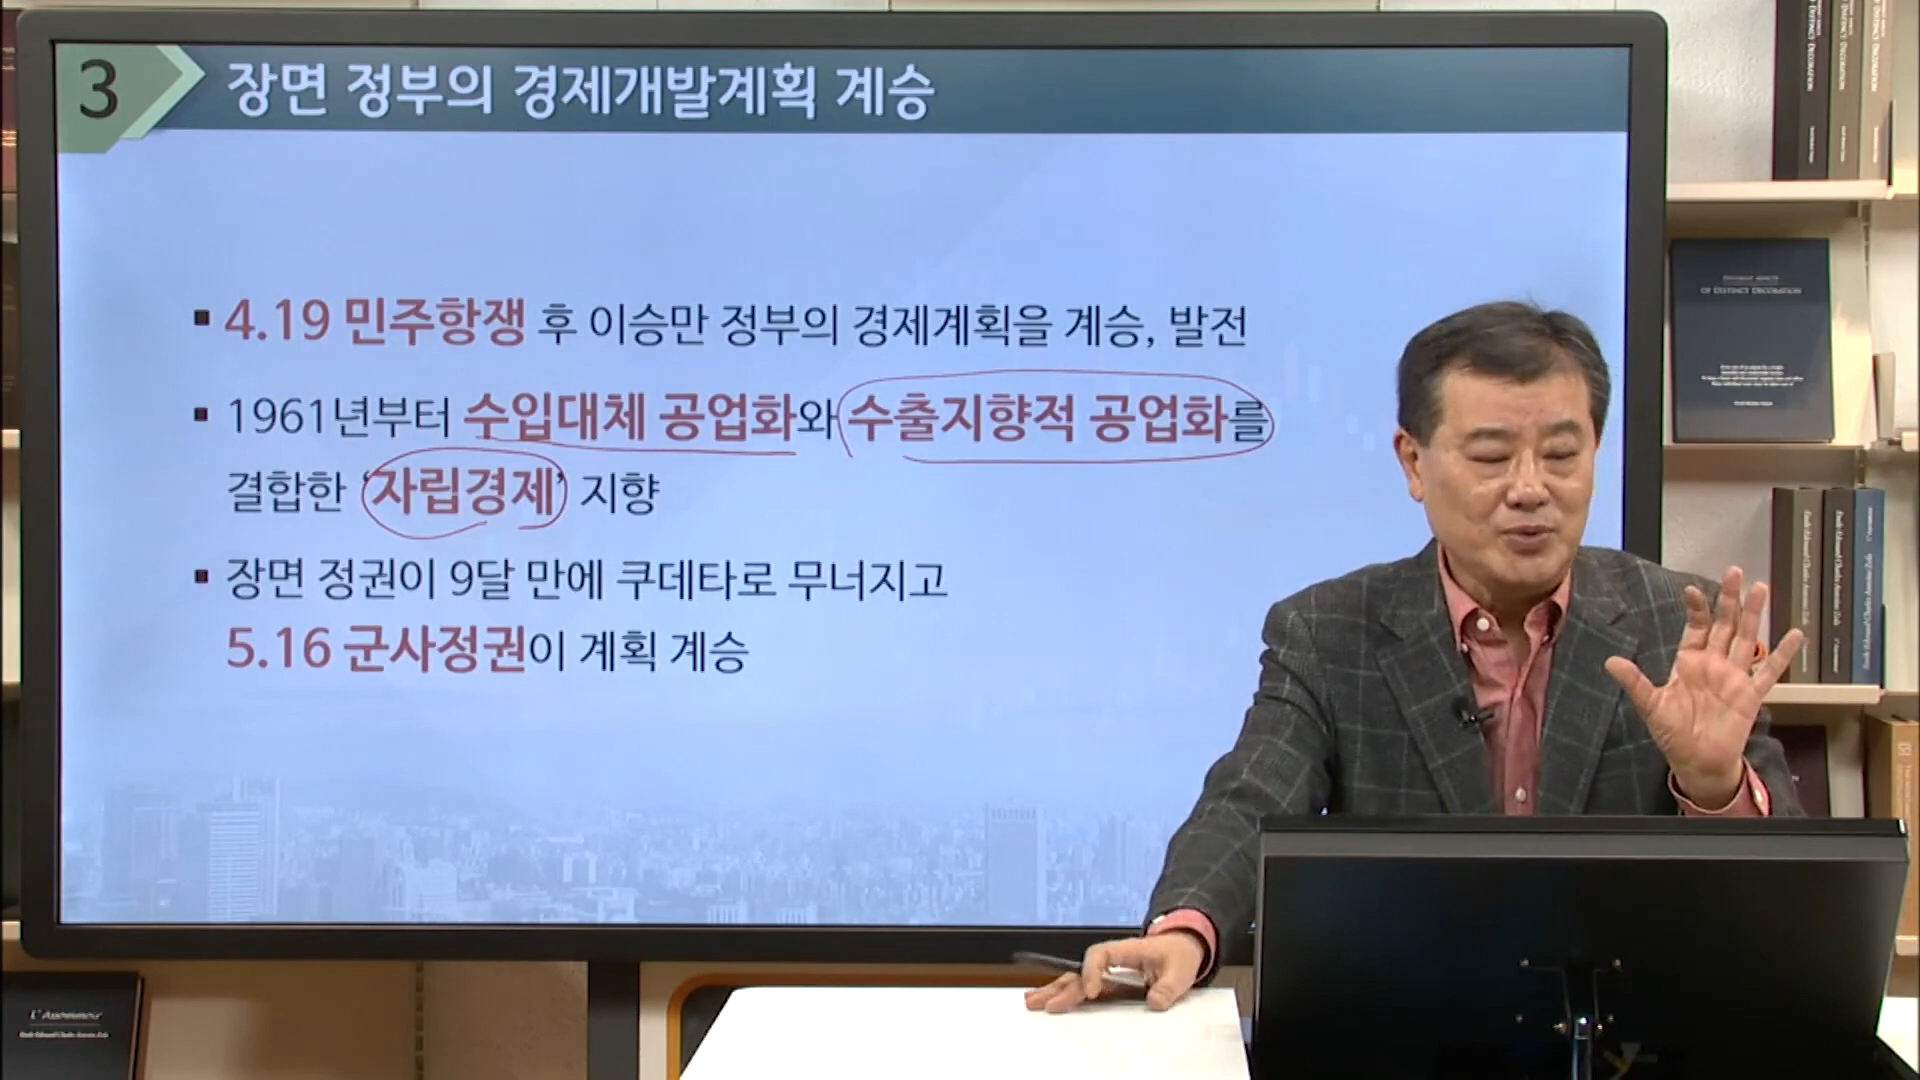 3 장면 정부의 경제개발계획 계승
4.19 민주항쟁 후 이승만 정부의 경제계획을 계승, 발전
1961년부터 수입대체 공업화와 수출지향적 공업화를
결합한 '자립경제' 지향
장면 정권이 9달 만에 쿠데타로 무너지고
5.16 군사정권이 계획 계승
OF DISTINCT DECORATION
L'Assommoir